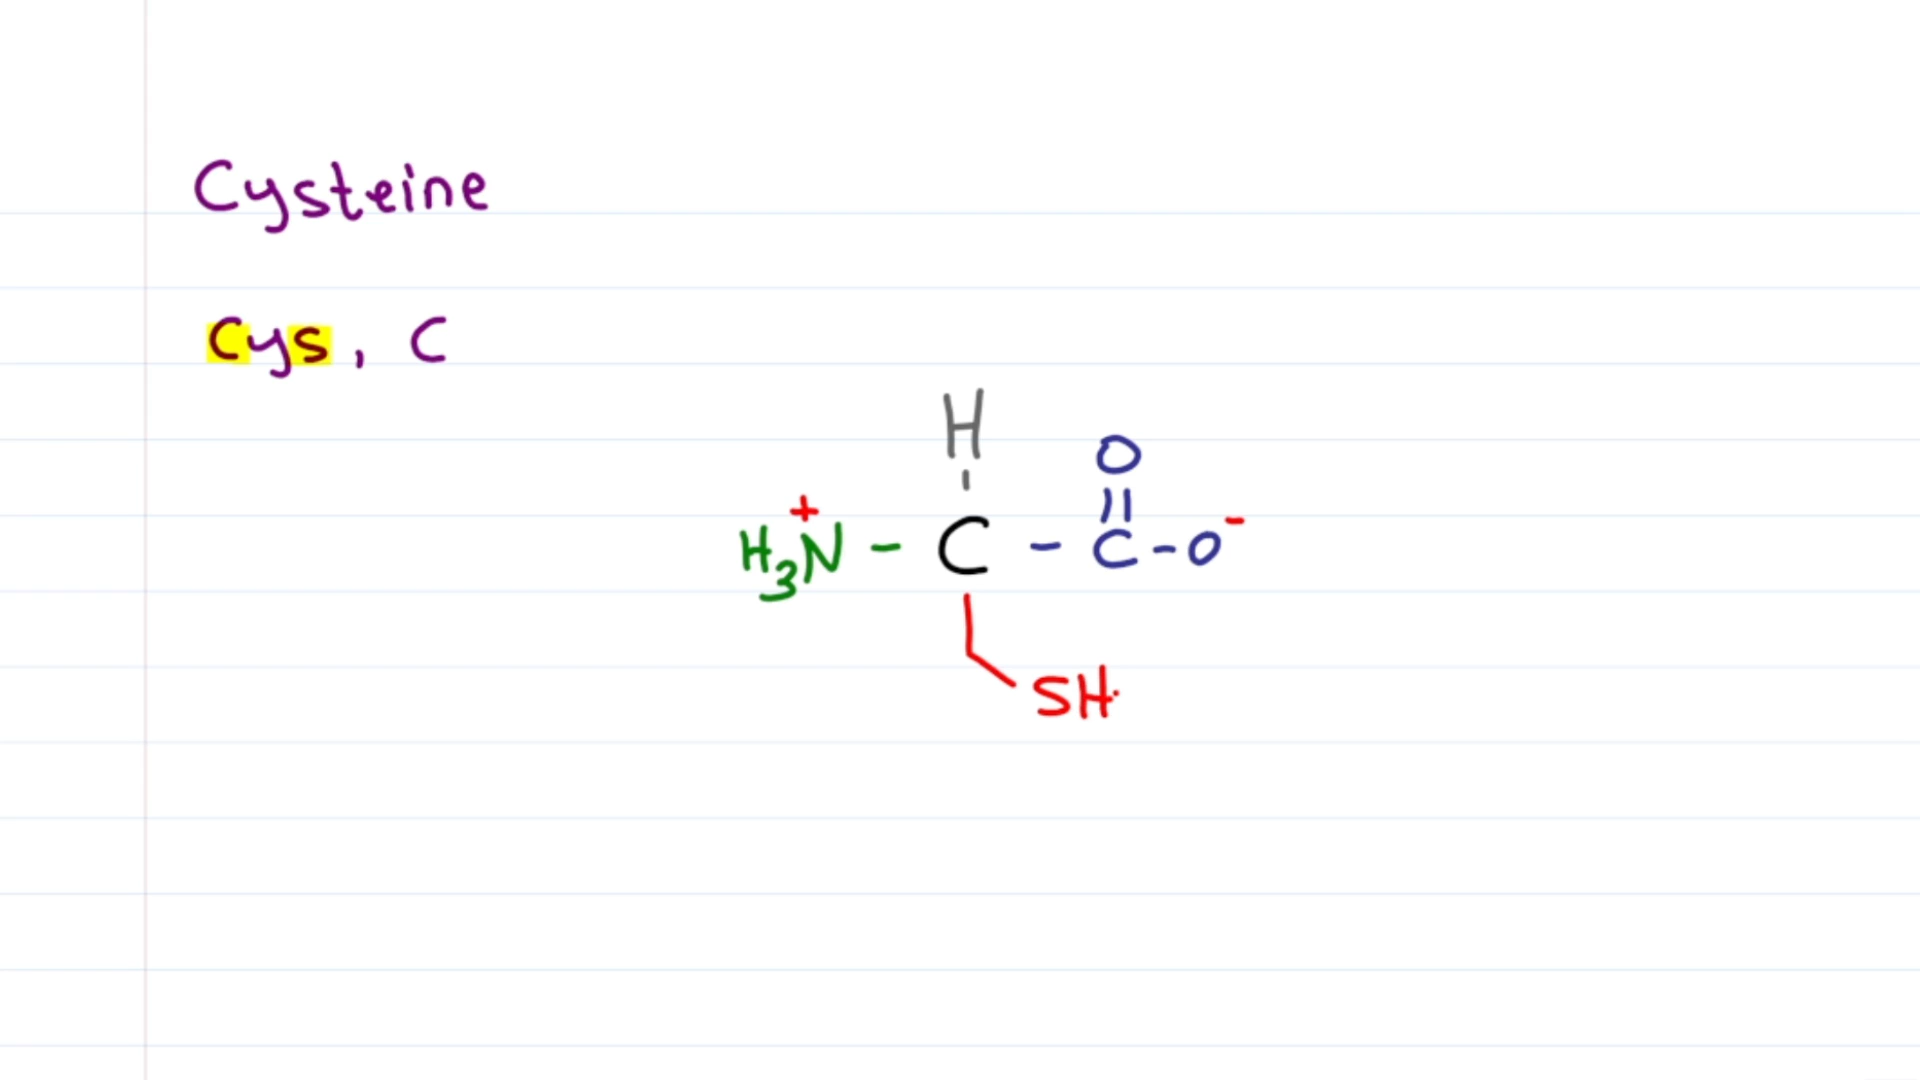 Cysteine
Cys, C
H
O
+ -
H3N - C - C - O
SH